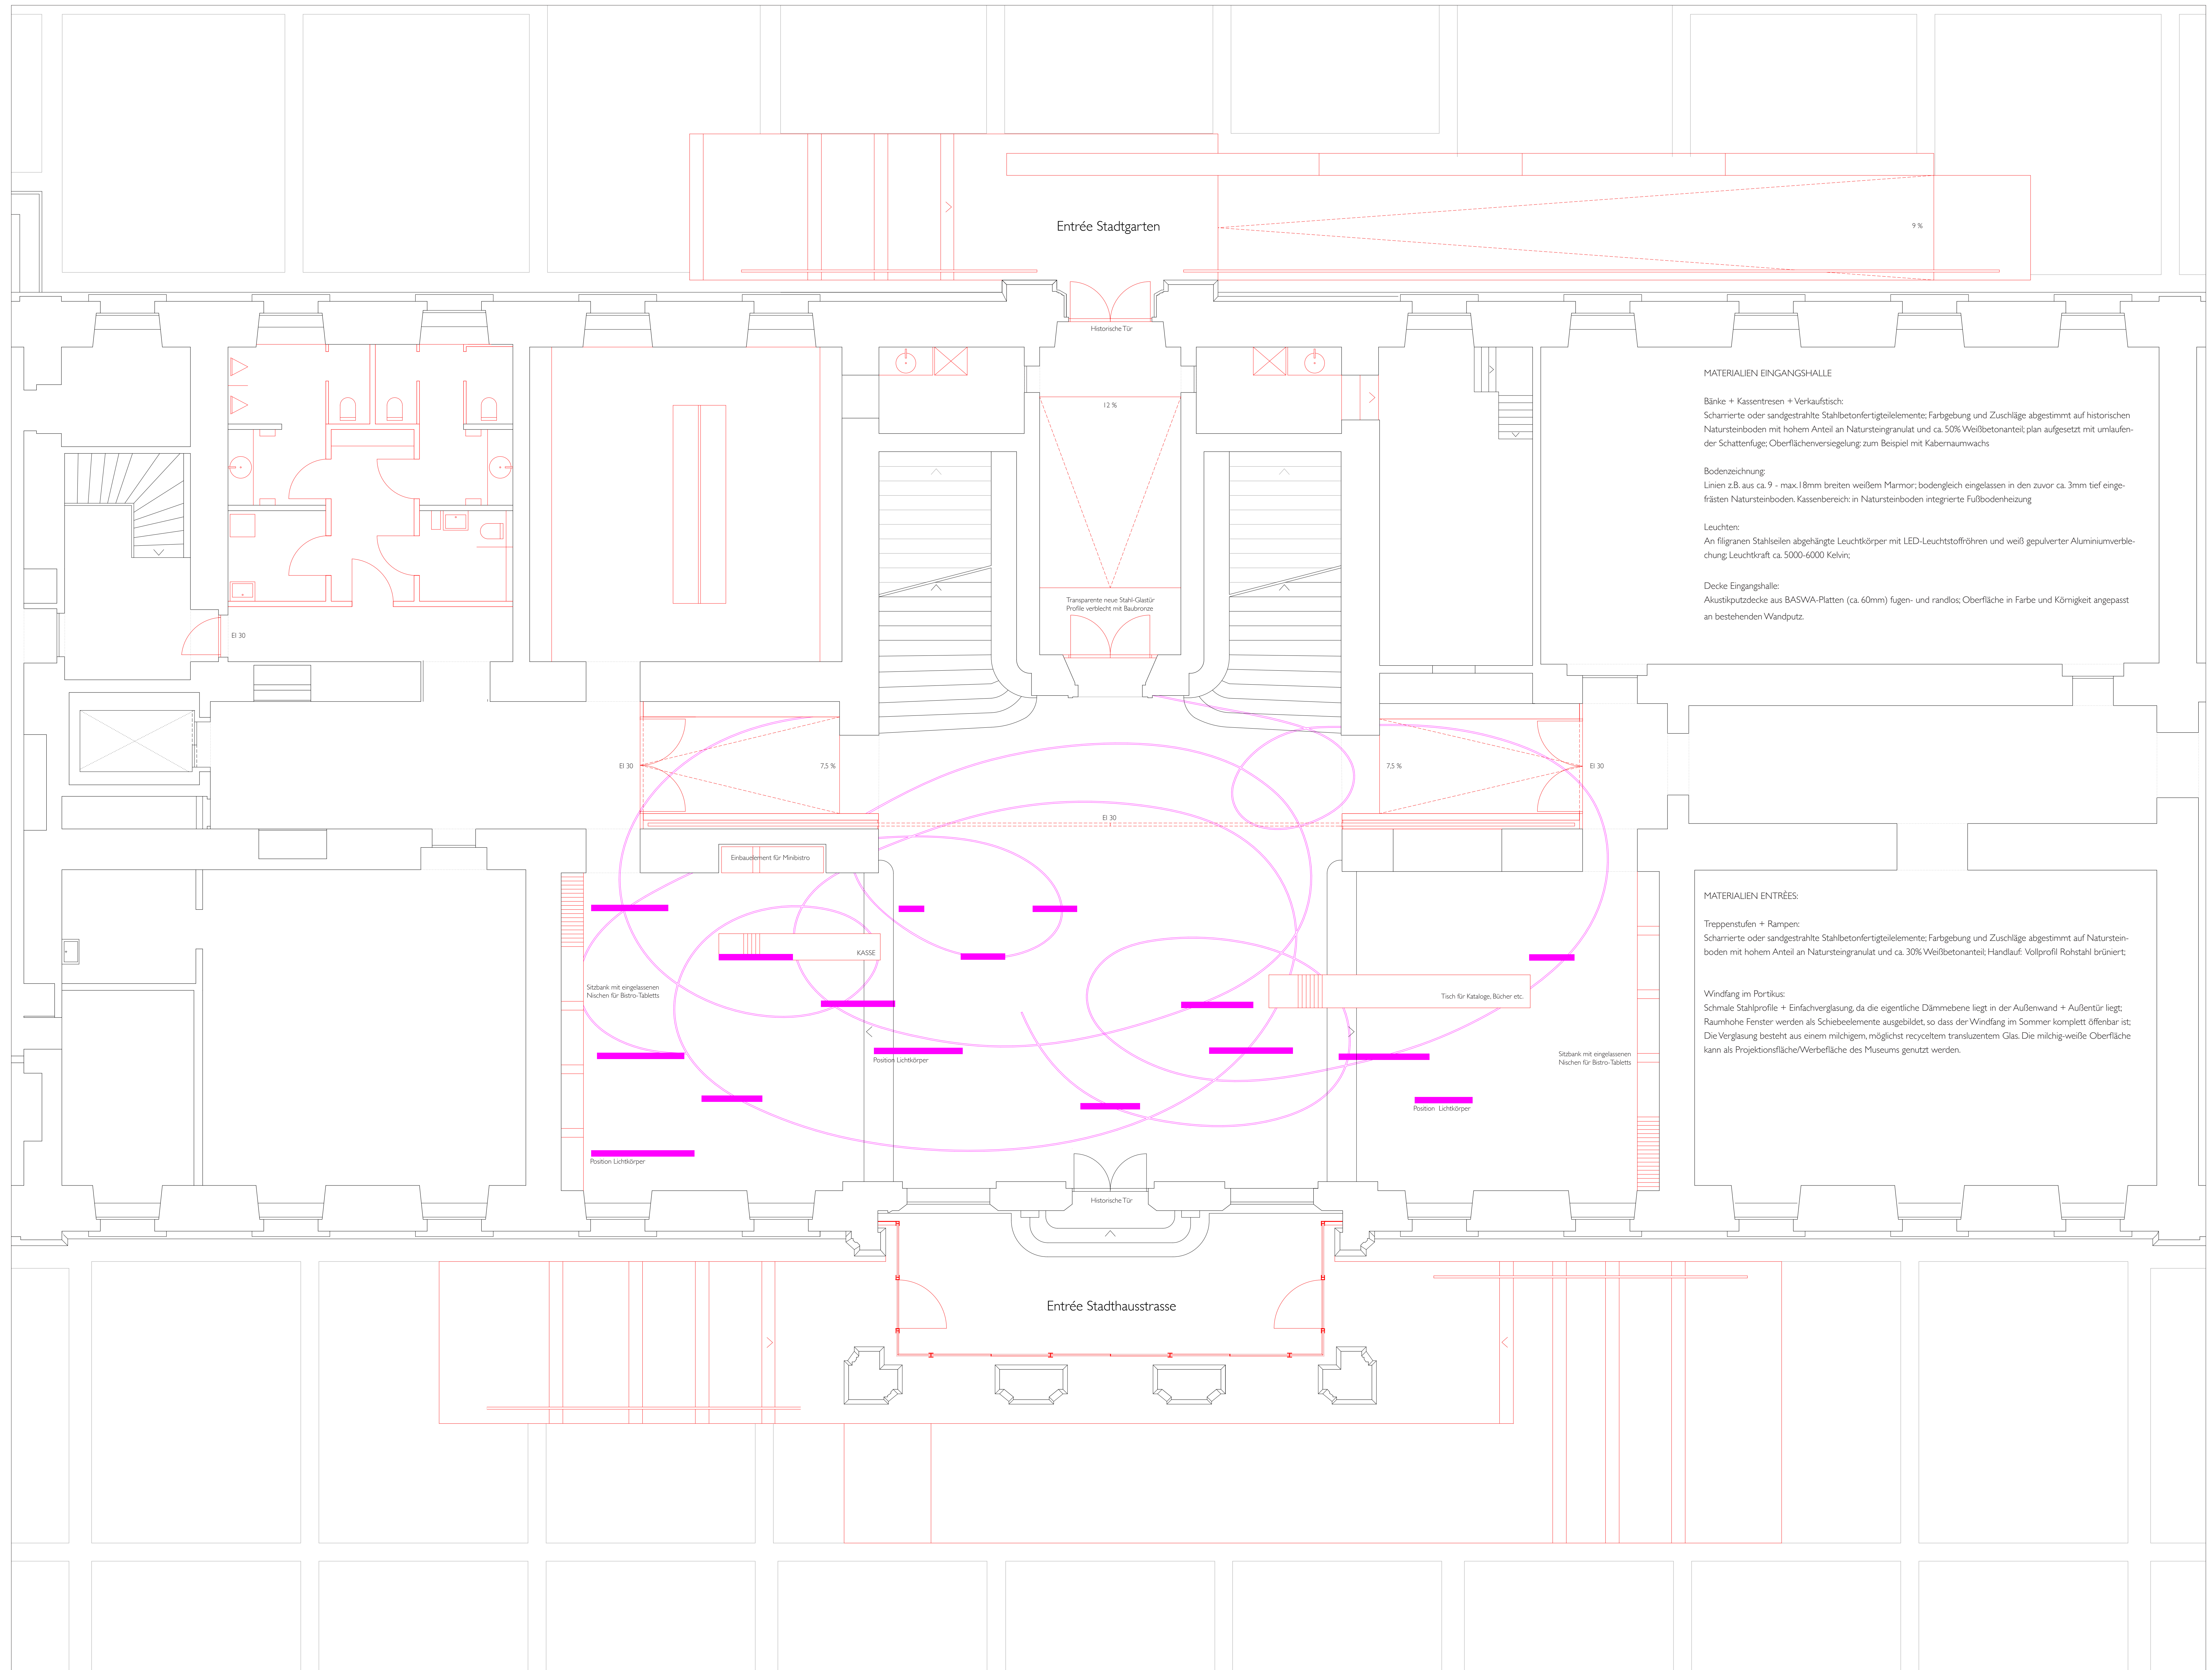 Entrée Stadtgarten
9 %
Historische Tür
12 %
Transparente neue Stahl-Glastür
Profile verblecht mit Baubronze
EI 30
EI 30
7,5 %
7,5 %
EI 30
EI 30
Einbauelement für Minibistro
KASSE
Sitzbank mit eingelassenen
Nischen für Bistro-Tabletts
Tisch für Kataloge, Bücher etc.
Position Lichtkörper
Sitzbank mit eingelassenen
Nischen für Bistro-Tabletts
Position Lichtkörper
Position Lichtkörper
Historische Tür
Entrée Stadthausstrasse
MATERIALIEN EINGANGSHALLE
Bänke + Kassentresen + Verkaufstisch:
Scharrierte oder sandgestrahlte Stahlbetonfertigteilelemente; Farbgebung und Zuschläge abgestimmt auf historischen
Natursteinboden mit hohem Anteil an Natursteingranulat und ca. 50% Weißbetonanteil; plan aufgesetzt mit umlaufen-
der Schattenfuge; Oberflächenversiegelung: zum Beispiel mit Kabernaumwachs
Bodenzeichnung:
Linien z.B. aus ca. 9 - max.18mm breiten weißem Marmor; bodengleich eingelassen in den zuvor ca. 3mm tief einge-
frästen Natursteinboden. Kassenbereich: in Natursteinboden integrierte Fußbodenheizung
Leuchten:
An filigranen Stahlseilen abgehängte Leuchtkörper mit LED-Leuchtstoffröhren und weiß gepulverter Aluminiumverble-
chung; Leuchtkraft ca. 5000-6000 Kelvin;
Decke Eingangshalle:
Akustikputzdecke aus BASWA-Platten (ca. 60mm) fugen- und randlos; Oberfläche in Farbe und Körnigkeit angepasst
an bestehenden Wandputz.
MATERIALIEN ENTRÉES:
Treppenstufen + Rampen:
Scharrierte oder sandgestrahlte Stahlbetonfertigteilelemente; Farbgebung und Zuschläge abgestimmt auf Naturstein-
boden mit hohem Anteil an Natursteingranulat und ca. 30% Weißbetonanteil; Handlauf: Vollprofil Rohstahl brüniert;
Windfang im Portikus:
Schmale Stahlprofile + Einfachverglasung, da die eigentliche Dämmebene liegt in der Außenwand + Außentür liegt;
Raumhohe Fenster werden als Schiebeelemente ausgebildet, so dass der Windfang im Sommer komplett öffenbar ist;
Die Verglasung besteht aus einem milchigem, möglichst recyceltem transluzentem Glas. Die milchig-weiße Oberfläche
kann als Projektionsfläche/Werbefläche des Museums genutzt werden.